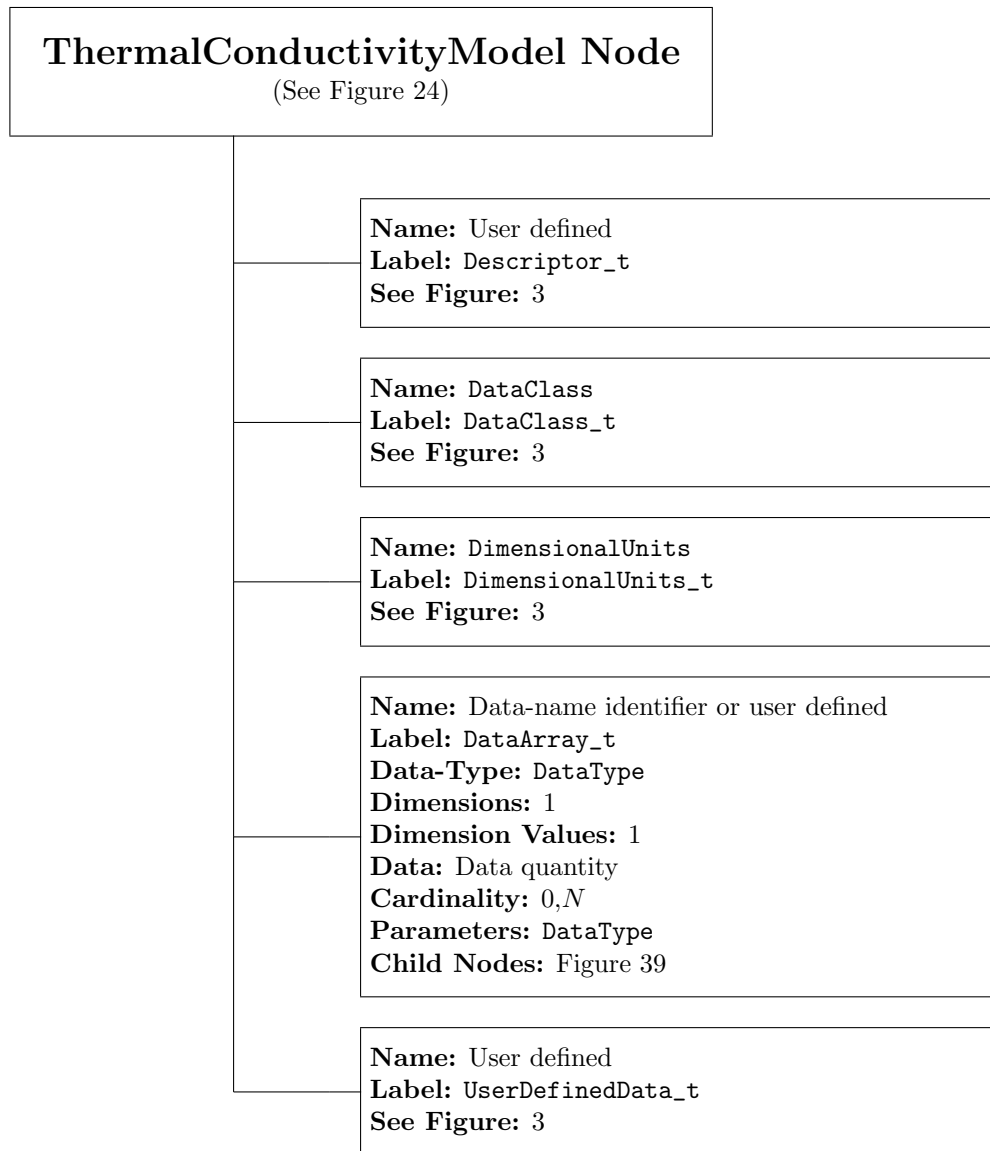 ThermalConductivityModel Node
(See Figure 24)
Name: User defined
Label: Descriptor_t
See Figure: 3
Name: DataClass
Label: DataClass_t
See Figure: 3
Name: DimensionalUnits
Label: DimensionalUnits_t
See Figure: 3
Name: Data-name identifier or user defined
Label: DataArray_t
Data-Type: DataType
Dimensions: 1
Dimension Values: 1
Data: Data quantity
Cardinality: 0,N
Parameters: DataType
Child Nodes: Figure 39
Name: User defined
Label: UserDefinedData_t
See Figure: 3